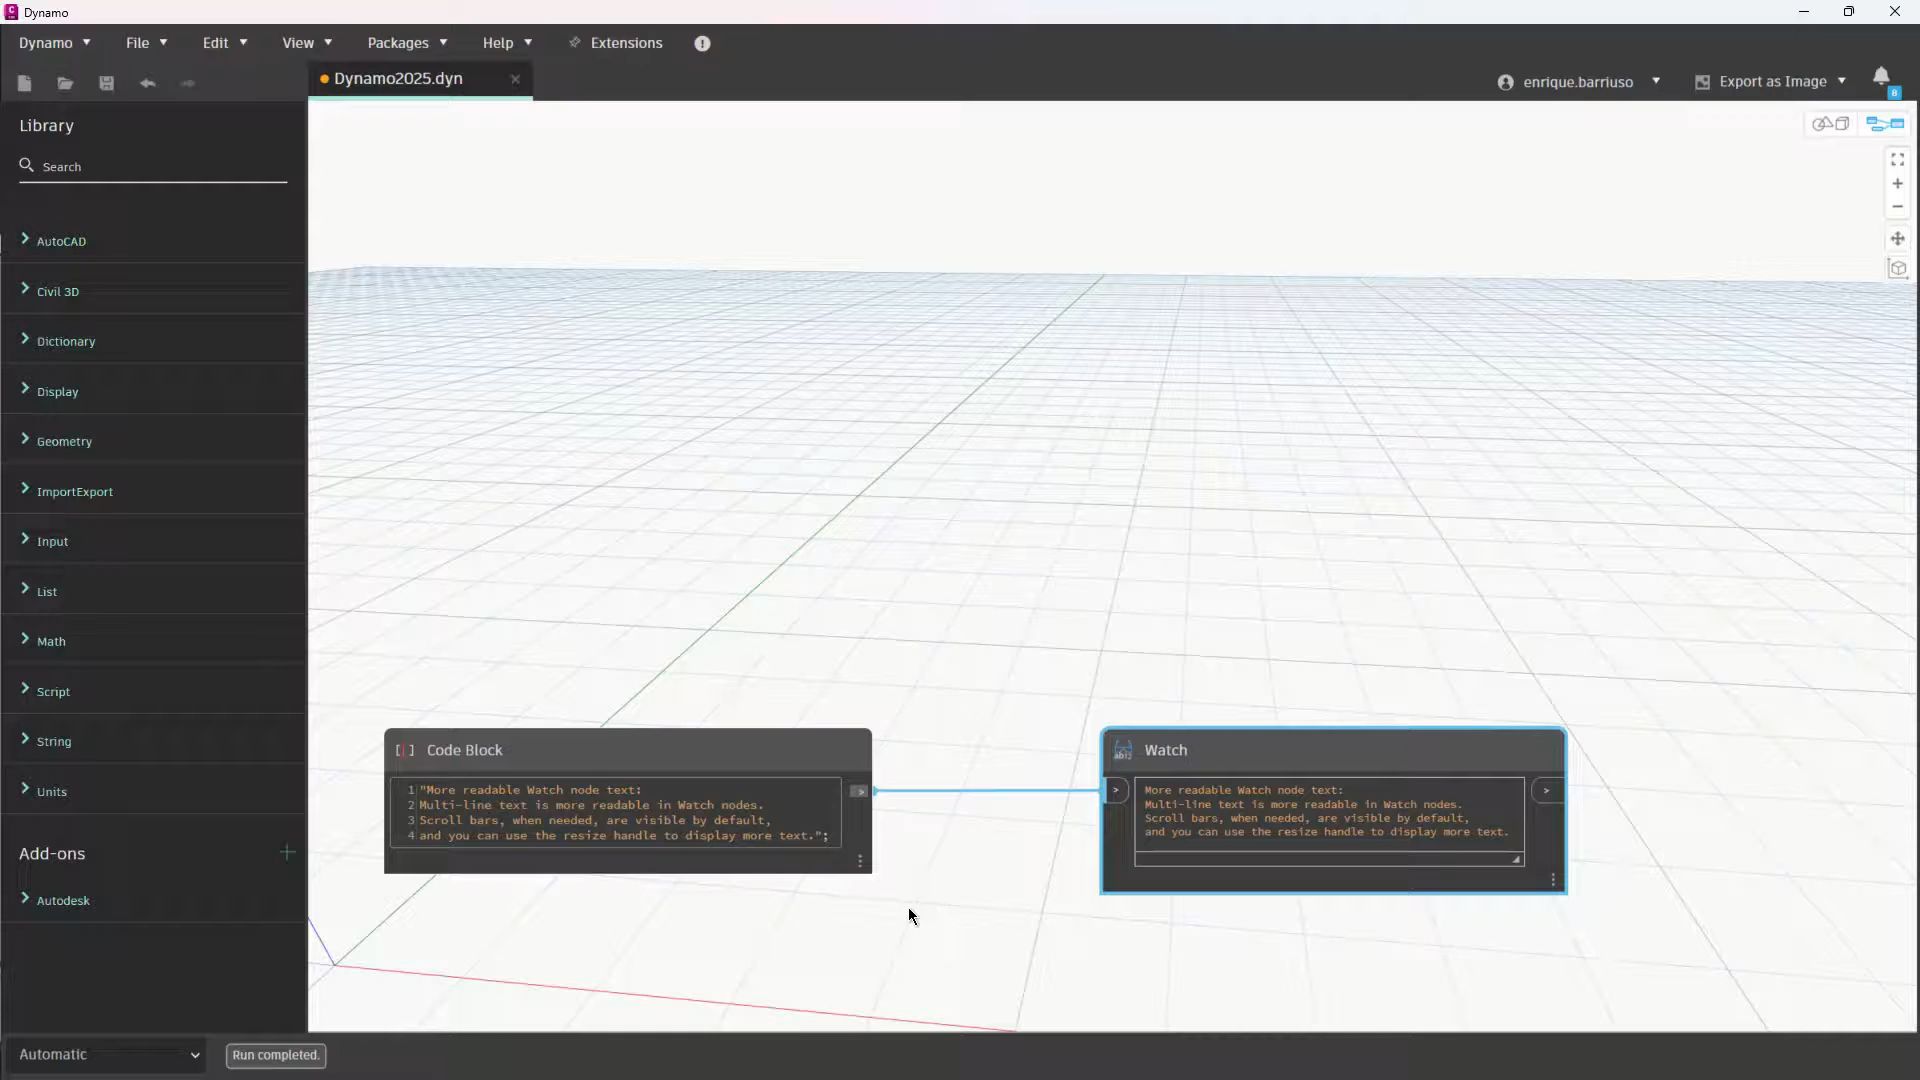 Dynamo
Dynamo File Edit View Packages Help Extensions
Dynamo2025.dyn
enrique.barriuso Export as Image
8
Library
Search
AutoCAD
Civil 3D
Dictionary
Display
Geometry
ImportExport
Input
List
Math
Script
String
Units
Add-ons
Autodesk
Code Block
1 "More readable Watch node text:
2 Multi-line text is more readable in Watch nodes.
3 Scroll bars, when needed, are visible by default,
4 and you can use the resize handle to display more text.";
>
Watch
>
More readable Watch node text:
Multi-line text is more readable in Watch nodes.
Scroll bars, when needed, are visible by default,
and you can use the resize handle to display more text.
>
Automatic
Run completed.